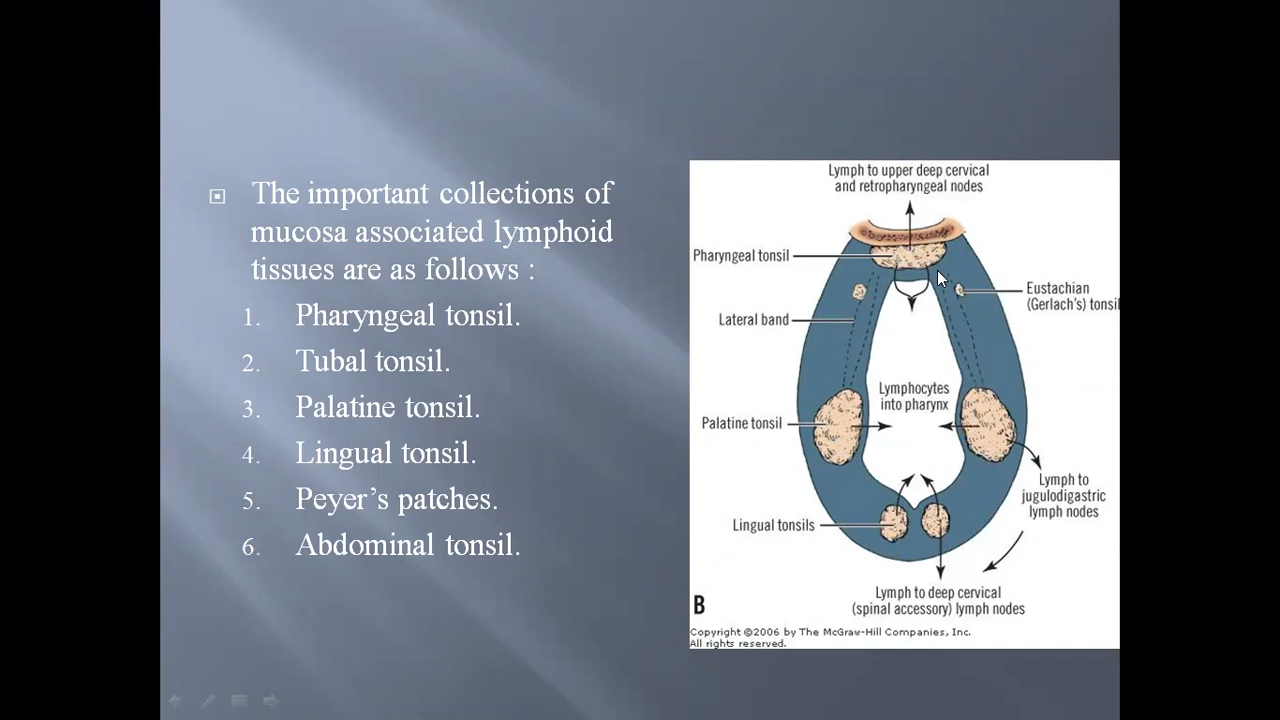 The important collections of
mucosa associated lymphoid
tissues are as follows :
1. Pharyngeal tonsil.
2. Tubal tonsil.
3. Palatine tonsil.
4. Lingual tonsil.
5. Peyer’s patches.
6. Abdominal tonsil.
Lymph to upper deep cervical
and retropharyngeal nodes
Pharyngeal tonsil
Eustachian
(Gerlach's) tonsil
Lateral band
Lymphocytes
into pharynx
Palatine tonsil
Lymph to
jugulodigastric
lymph nodes
Lingual tonsils
Lymph to deep cervical
(spinal accessory) lymph nodes
B
Copyright ©2006 by The McGraw-Hill Companies, Inc.
All rights reserved.